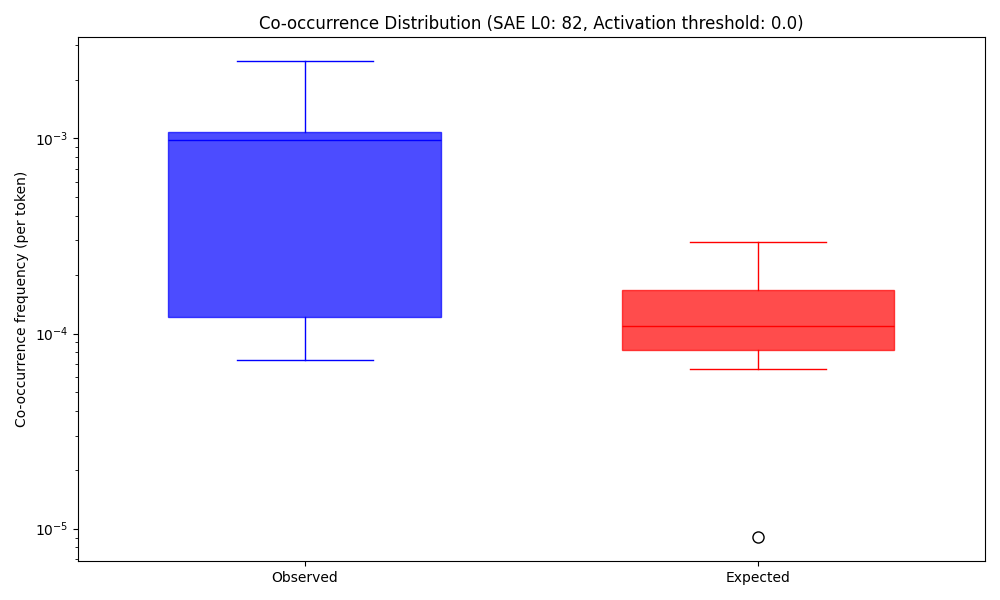 Co-occurrence Distribution (SAE L0: 82, Activation threshold: 0.0)
Co-occurrence frequency (per token)
10⁻³
10⁻⁴
10⁻⁵
Observed
Expected